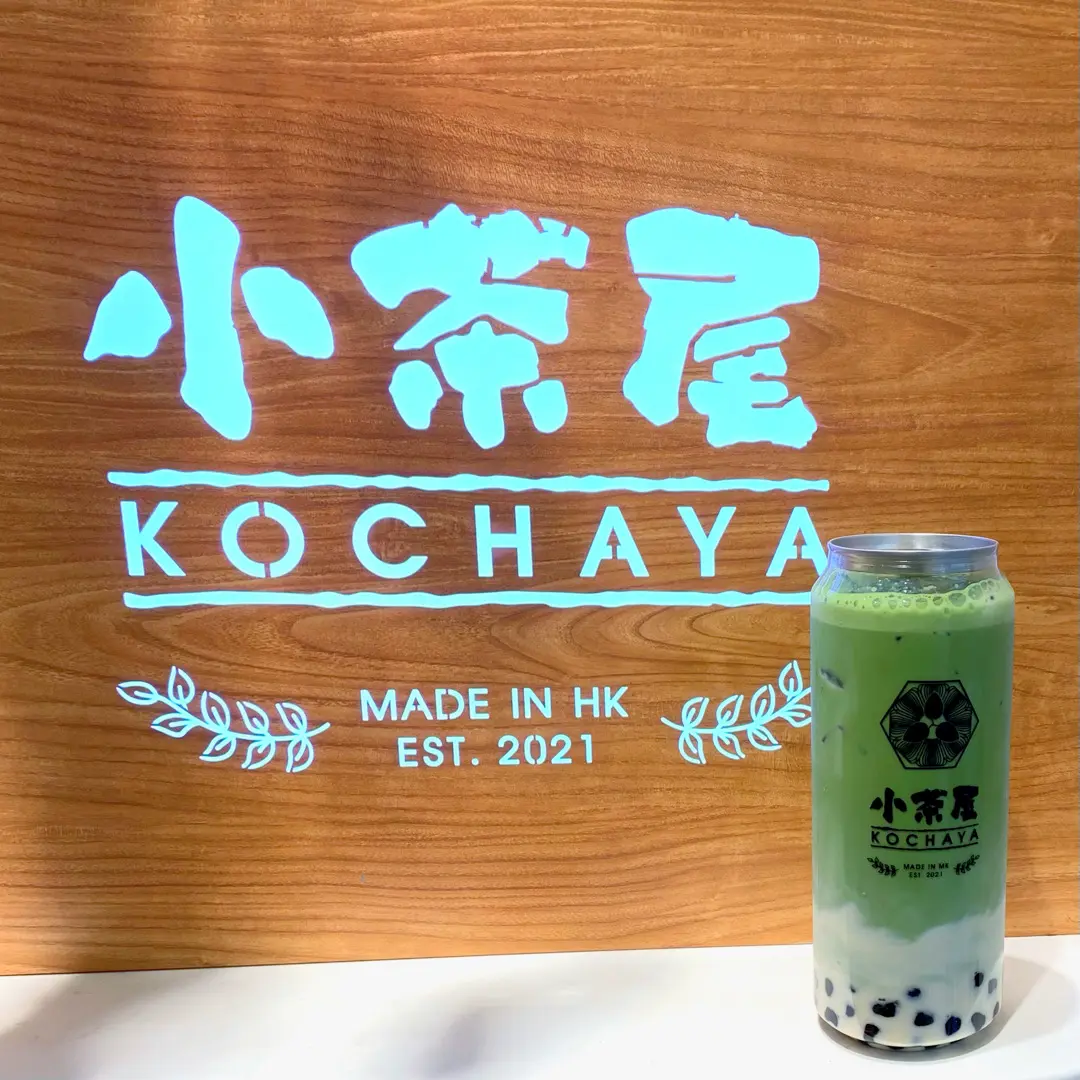 小茶屋
KOCHAYA
MADE IN HK
EST. 2021
小茶屋
KOCHAYA
MADE IN HK
EST. 2021